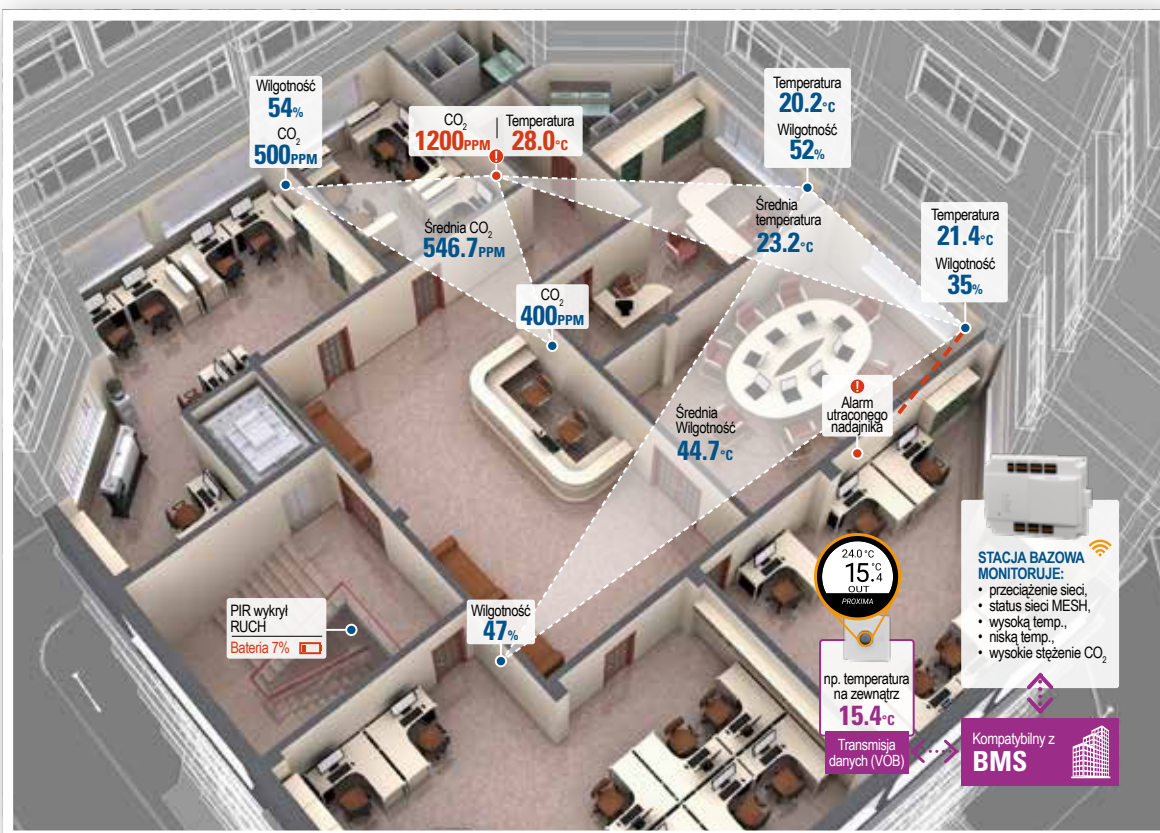 Wilgotność
54%
CO₂
500PPM
CO₂
1200PPM
Temperatura
28.0°C
!
Temperatura
20.2°C
Wilgotność
52%
Średnia CO₂
546.7PPM
Średnia
temperatura
23.2°C
Temperatura
21.4°C
Wilgotność
35%
CO₂
400PPM
!
Alarm
utraconego
nadajnika
Średnia
Wilgotność
44.7°C
PIR wykrył
RUCH
Bateria 7%
Wilgotność
47%
24.0°C
15.4°C
OUT
PROXIMA
np. temperatura
na zewnątrz
15.4°C
Transmisja
danych (VOB)
STACJA BAZOWA
MONITORUJE:
• przeciążenie sieci,
• status sieci MESH,
• wysoką temp.,
• niską temp.,
• wysokie stężenie CO₂
Kompatybilny z
BMS